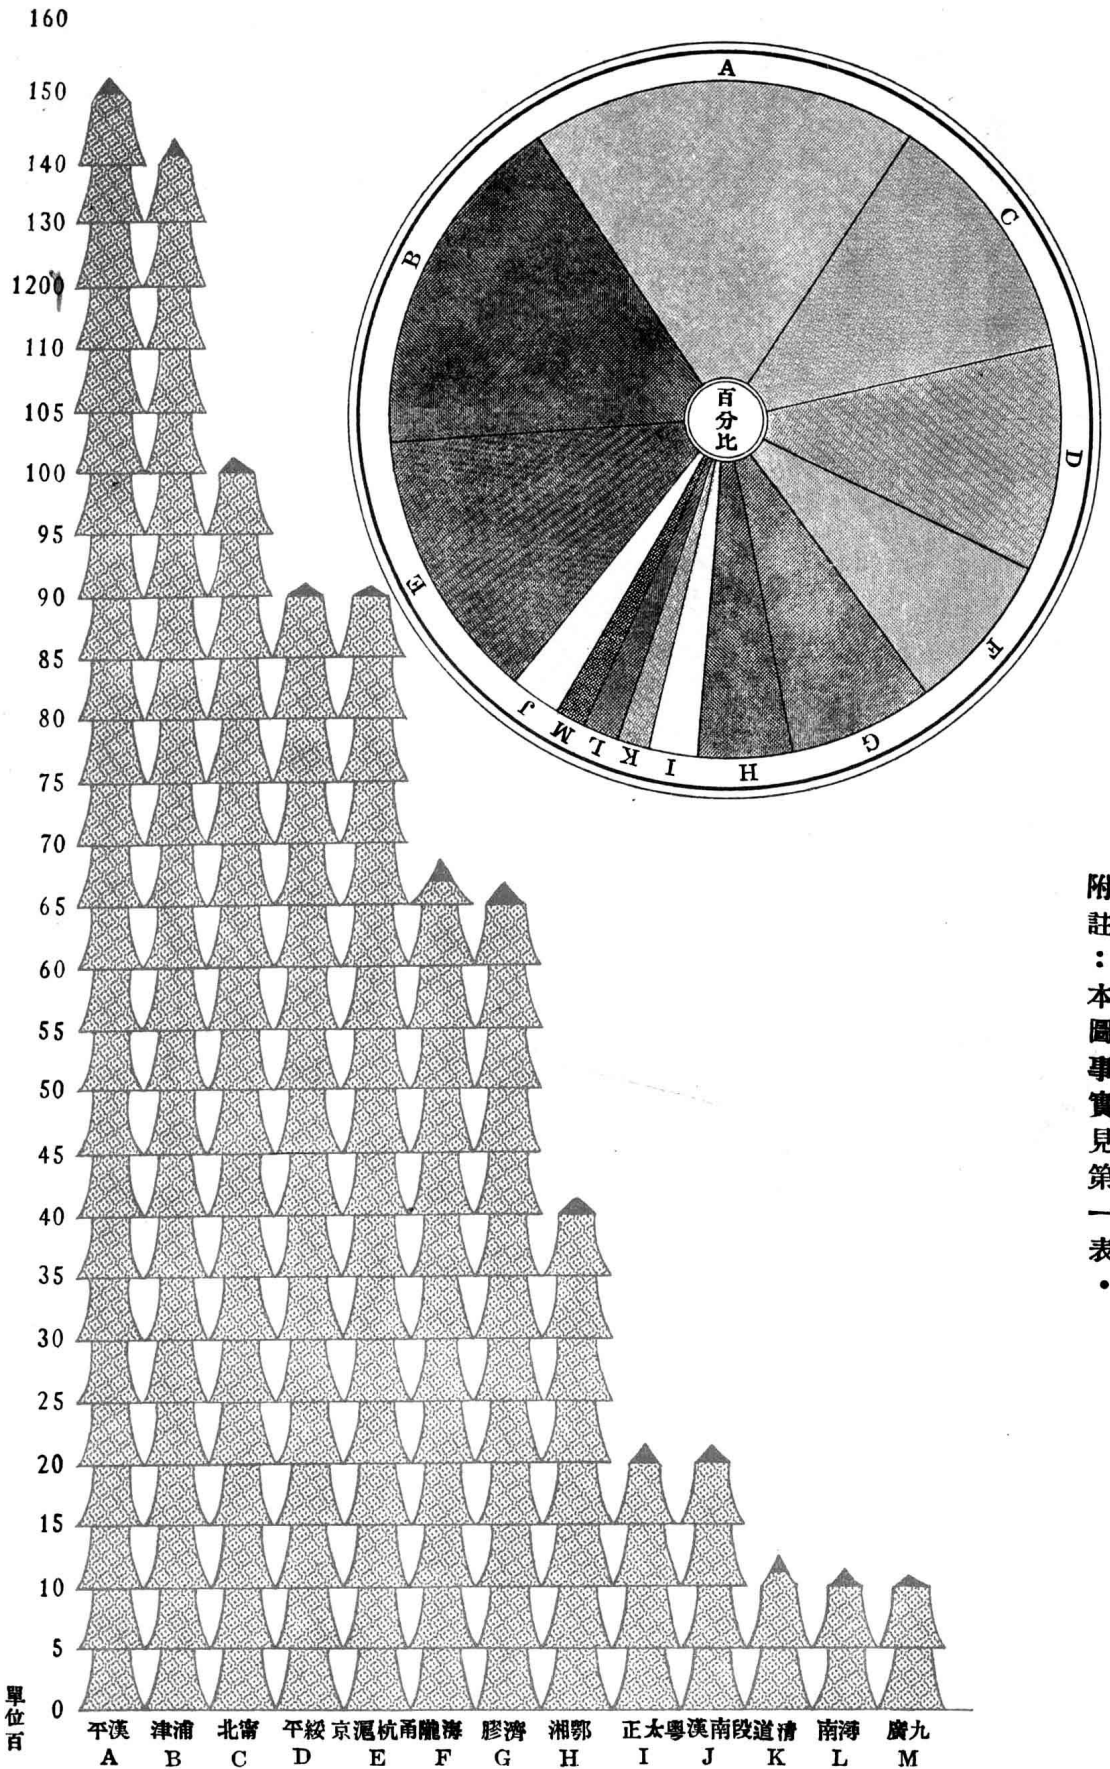 160
150
140
130
1200
110
105
100
95
90
85
80
75
70
65
60
55
50
45
40
35
30
25
20
15
10
5
0
單位百
A
C
D
F
G
H
I
K
L
M
J
E
B
百分比
附註：本圖事實見第一表．
平漢
A
津浦
B
北甯
C
平綏
D
京滬杭甬
E
隴海
F
膠濟
G
湘鄂
H
正太
I
粵漢南段
J
道清
K
南潯
L
廣九
M